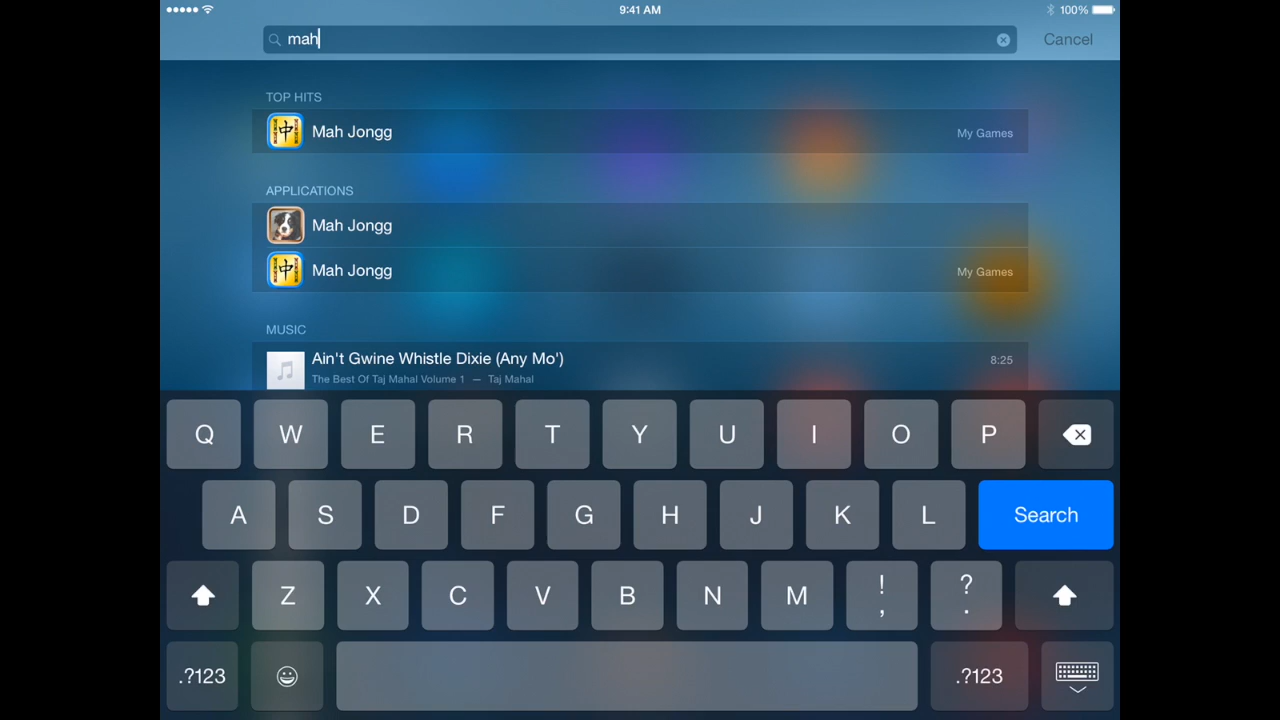 9:41 AM
100%
mah
Cancel
TOP HITS
中 Mah Jongg My Games
APPLICATIONS
Mah Jongg
中 Mah Jongg My Games
MUSIC
Ain't Gwine Whistle Dixie (Any Mo') 8:25
The Best Of Taj Mahal Volume 1 — Taj Mahal
Q W E R T Y U I O P
A S D F G H J K L Search
Z X C V B N M ! , ? .
.?123 .?123